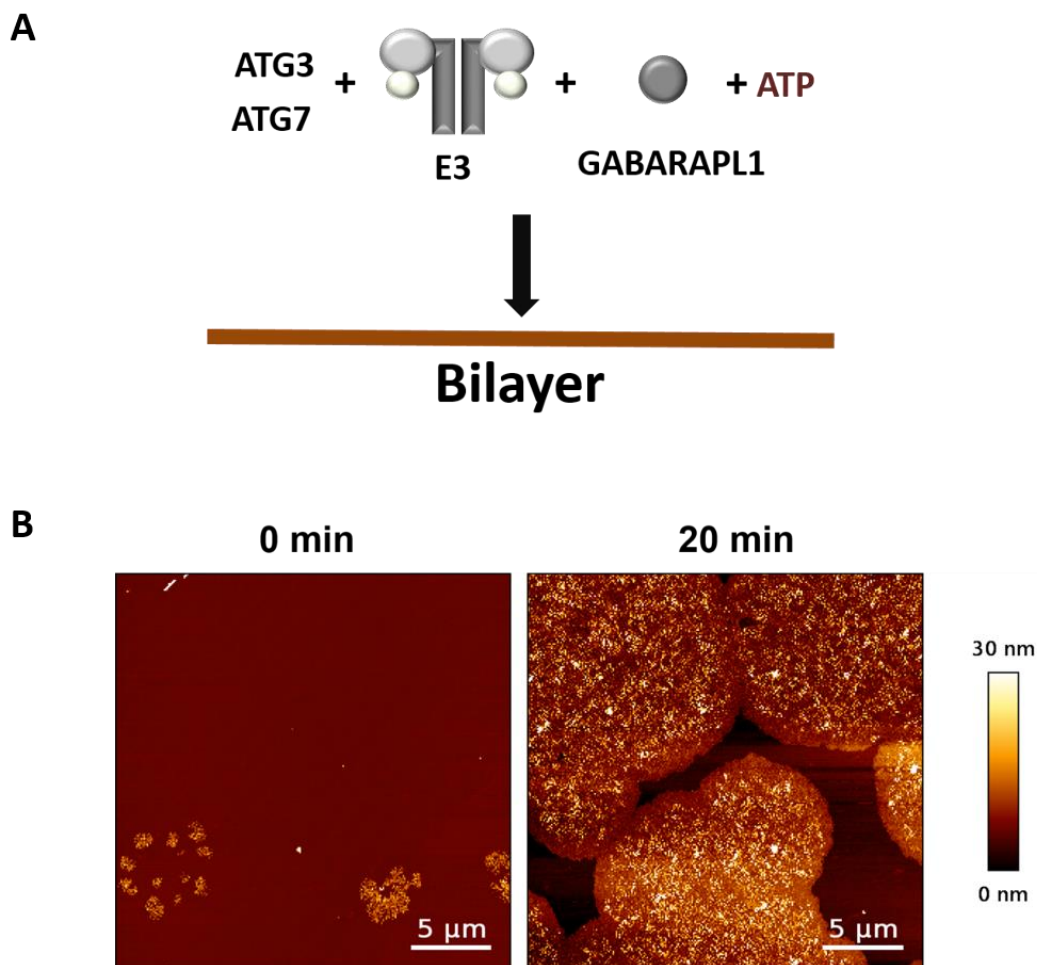 A
ATG3 + + + ATP
ATG7
E3
GABARAPL1
Bilayer
B
0 min
20 min
30 nm
0 nm
5 μm
5 μm